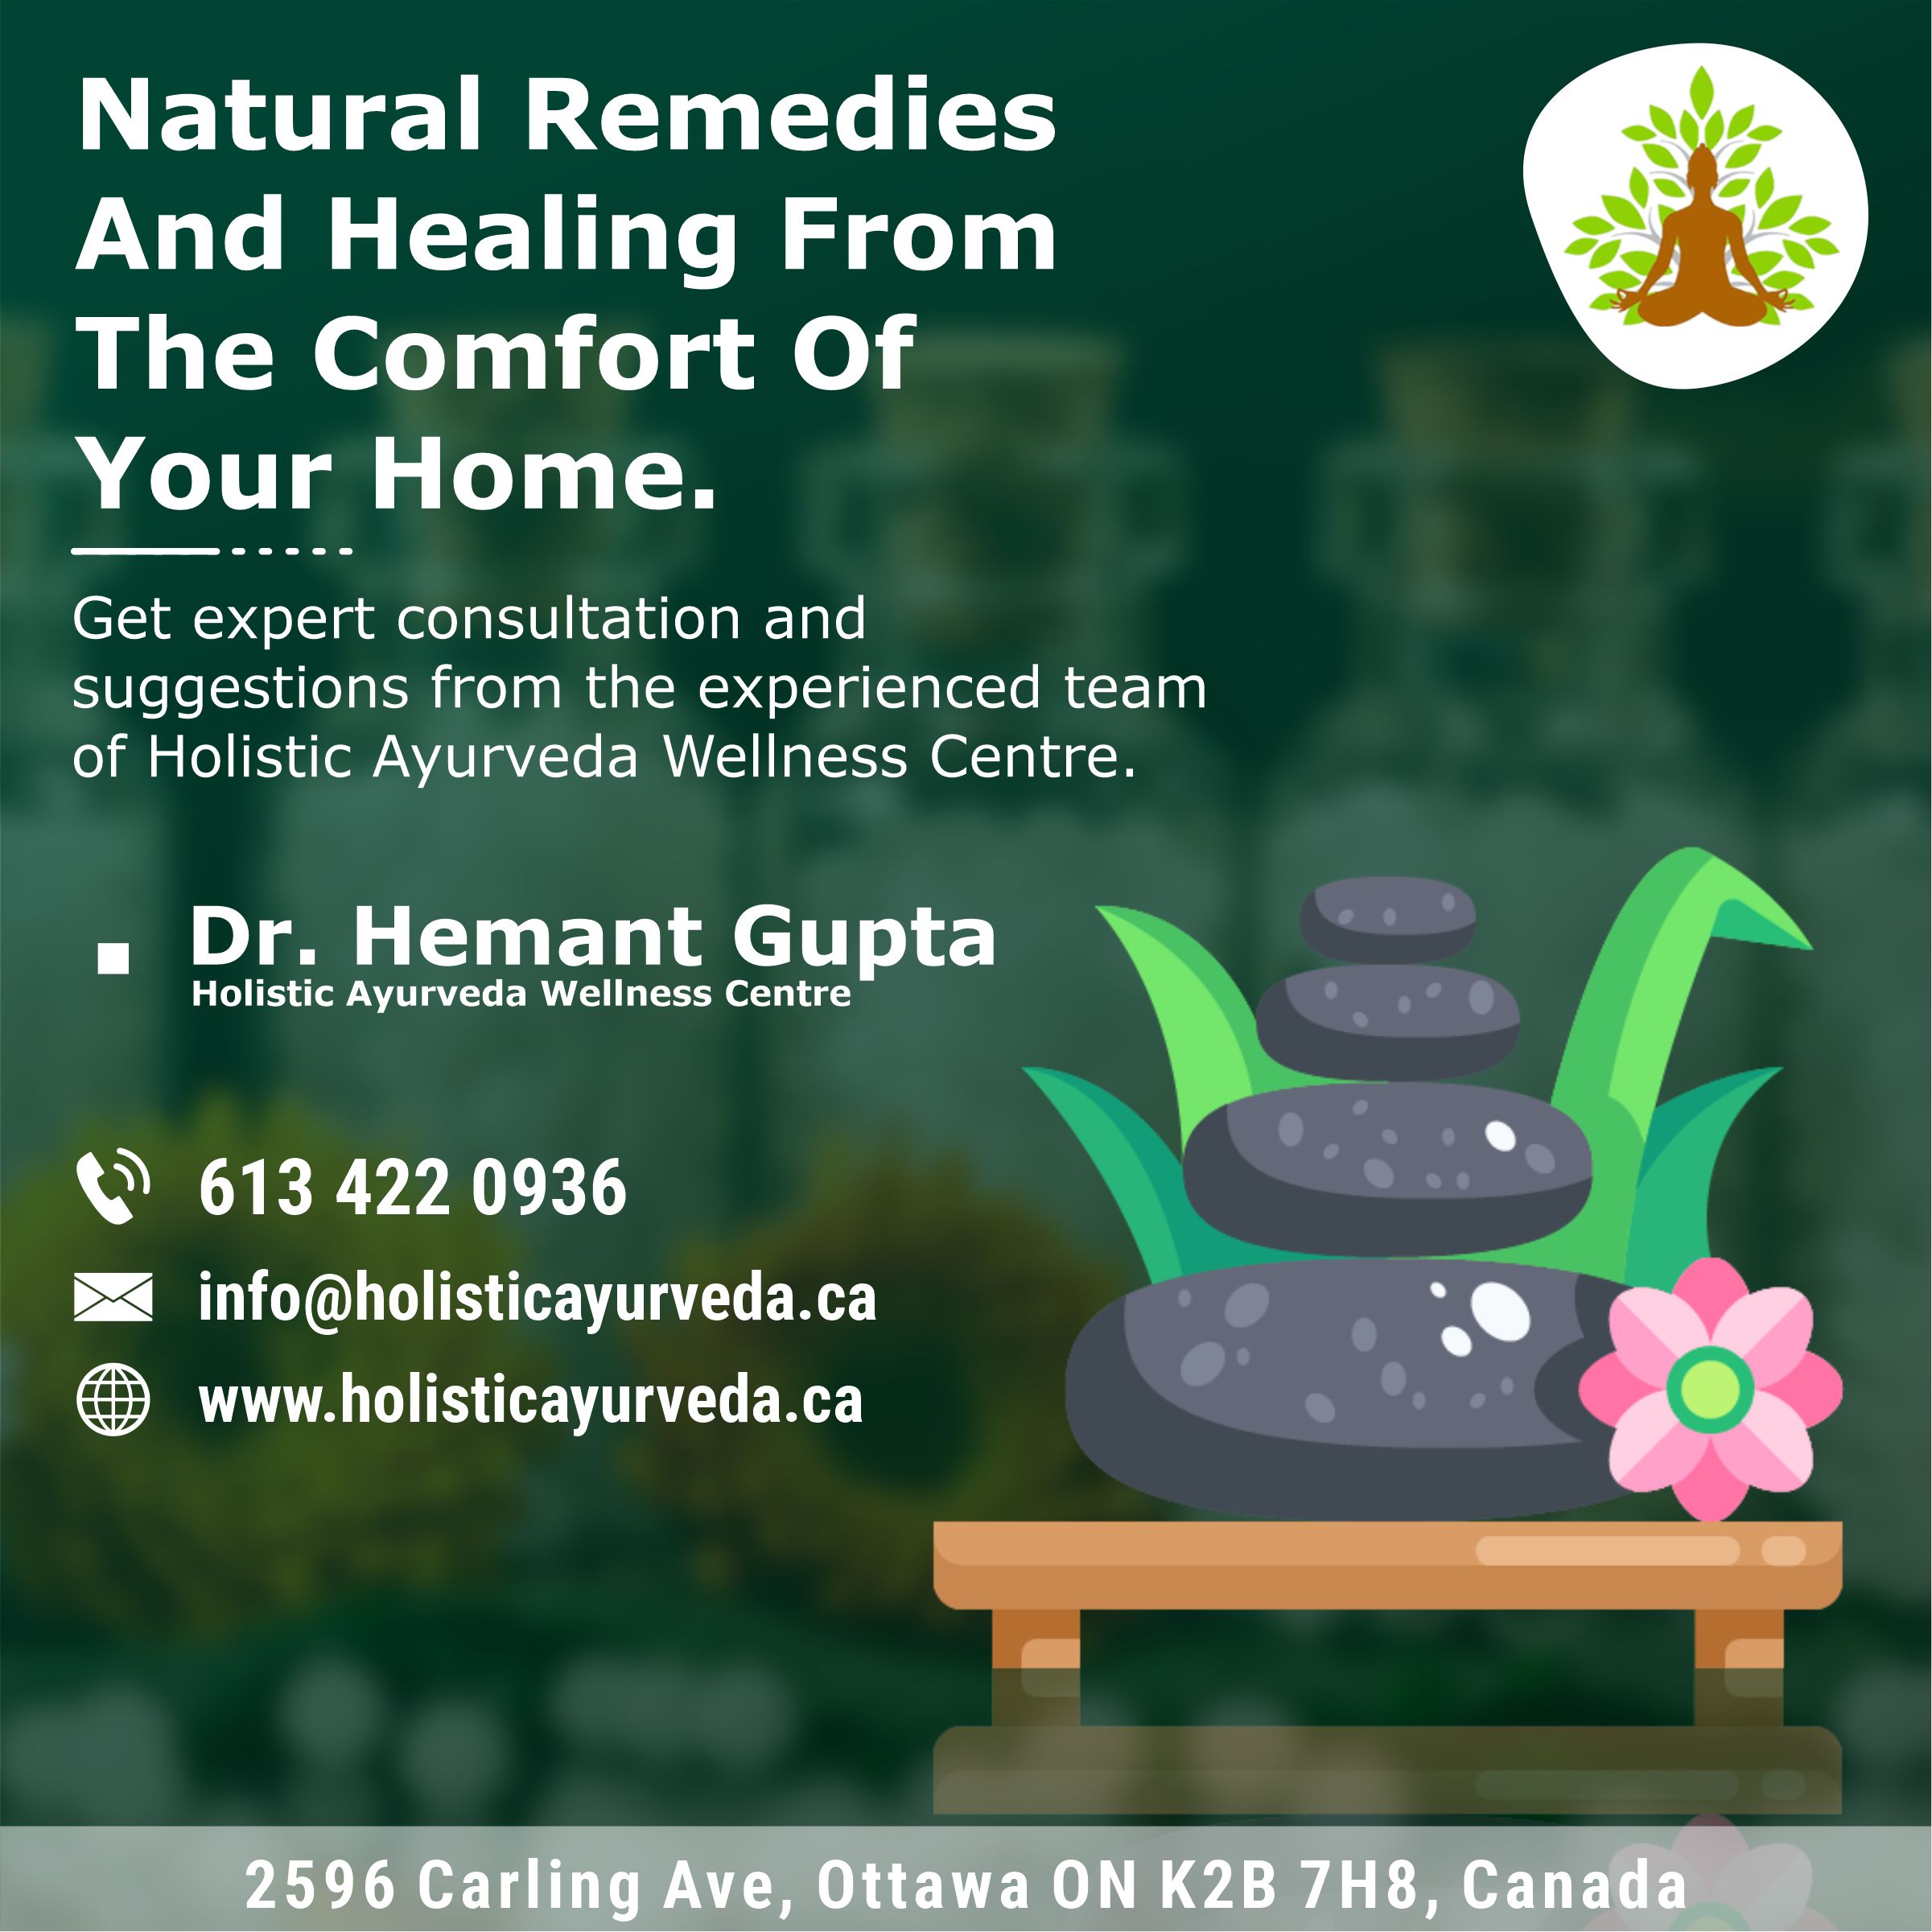 Natural Remedies
And Healing From
The Comfort Of
Your Home.
Get expert consultation and
suggestions from the experienced team
of Holistic Ayurveda Wellness Centre.
Dr. Hemant Gupta
Holistic Ayurveda Wellness Centre
613 422 0936
info@holisticayurveda.ca
www.holisticayurveda.ca
2596 Carling Ave, Ottawa ON K2B 7H8, Canada